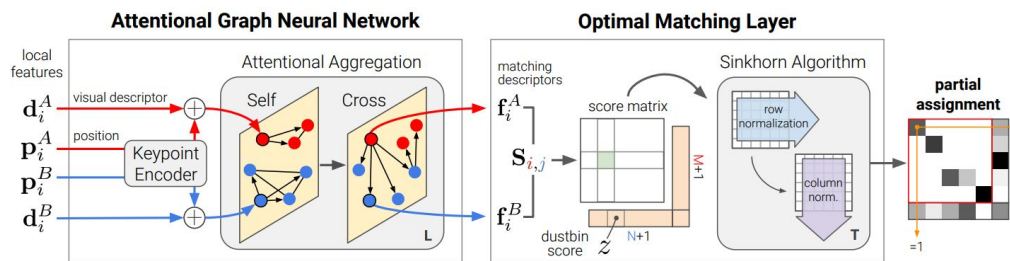 Attentional Graph Neural Network
Optimal Matching Layer
local
features
visual descriptor
position
Keypoint
Encoder
d_i^A
p_i^A
p_i^B
d_i^B
Attentional Aggregation
Self
Cross
L
matching
descriptors
f_i^A
S_i,j
f_i^B
score matrix
M+1
N+1
dustbin
score
z
Sinkhorn Algorithm
row
normalization
column
norm.
T
partial
assignment
=1